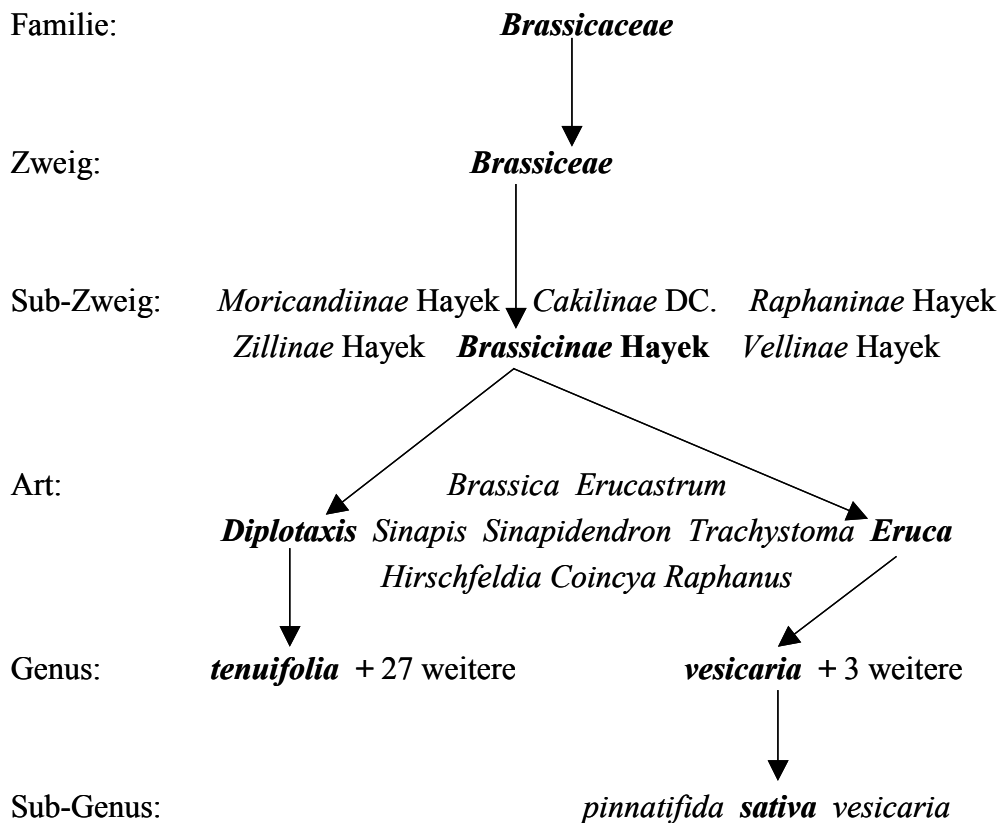 Familie: Brassicaceae
Zweig: Brassiceae
Sub-Zweig: Moricandiinae Hayek Cakilinae DC. Raphaninae Hayek
Zillinae Hayek Brassicinae Hayek Vellinae Hayek
Art: Brassica Erucastrum
Diplotaxis Sinapis Sinapidendron Trachystoma Eruca
Hirschfeldia Coincya Raphanus
Genus: tenuifolia + 27 weitere vesicaria + 3 weitere
Sub-Genus: pinnatifida sativa vesicaria